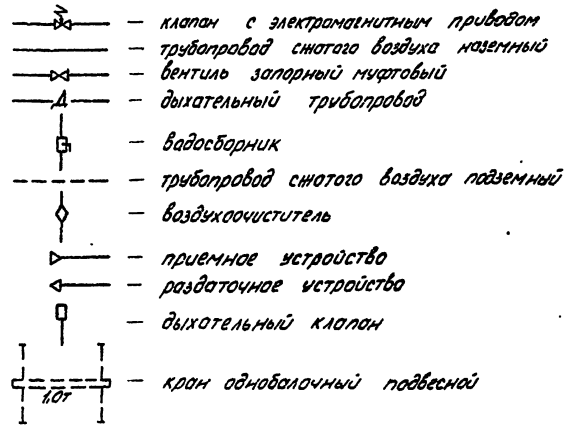 — клапан с электромагнитным приводом
— трубопровод сжатого воздуха наземный
— вентиль запорный муфтовый
Д — дыхательный трубопровод
— вадосборник
— трубопровод сжатого воздуха подземный
— воздухоочиститель
— приемное устройство
— раздаточное устройство
— дыхательный клапан
— кран однобалочный подвесной
1,0т